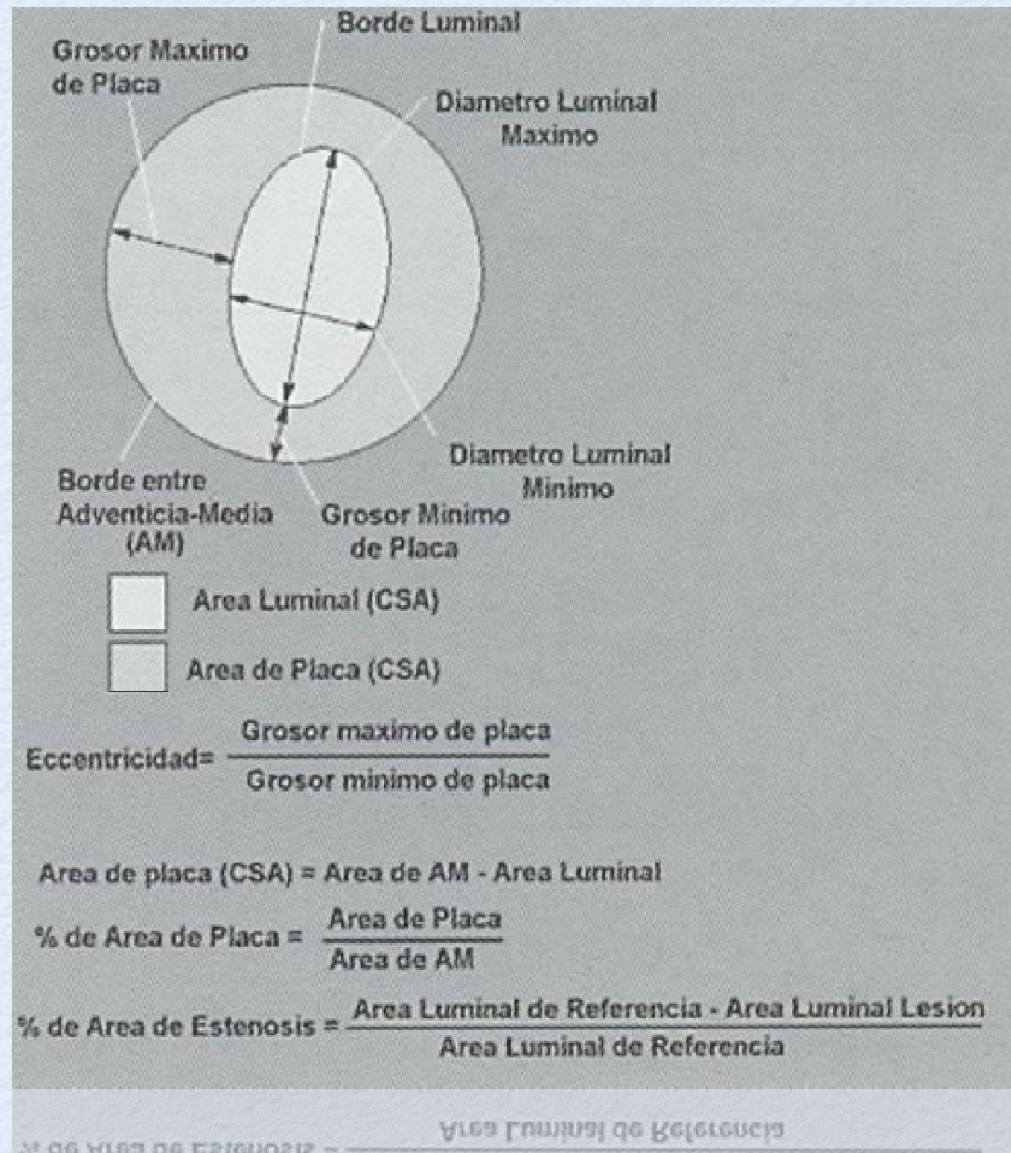 Borde Luminal
Grosor Maximo
de Placa
Diametro Luminal
Maximo
Diametro Luminal
Minimo
Borde entre
Adventicia-Media
(AM)
Grosor Minimo
de Placa
Area Luminal (CSA)
Area de Placa (CSA)
Eccentricidad= Grosor maximo de placa
Grosor minimo de placa
Area de placa (CSA) = Area de AM - Area Luminal
% de Area de Placa = Area de Placa
Area de AM
% de Area de Estenosis = Area Luminal de Referencia - Area Luminal Lesion
Area Luminal de Referencia